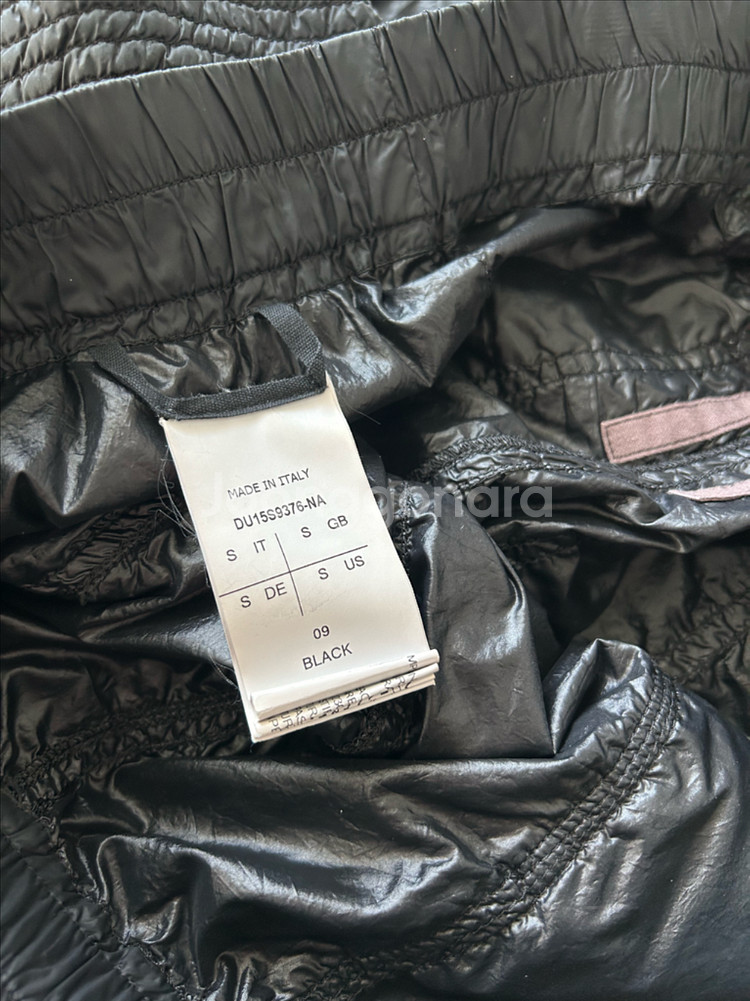 MADE IN ITALY
DU15S9376-NA
S IT S GB
S DE S US
09
BLACK